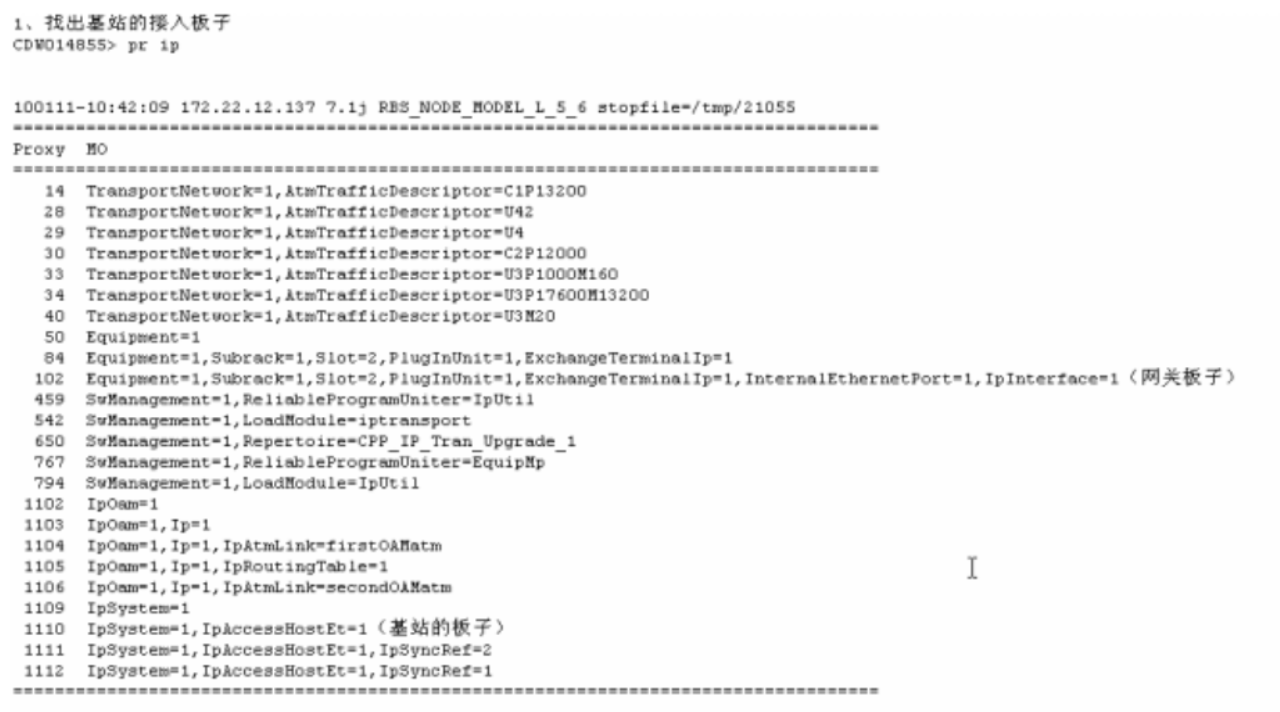 1、找出基站的接入板子
CDW014855> pr ip
100111-10:42:09 172.22.12.137 7.1j RBS_NODE_MODEL_L_5_6 stopfile=/tmp/21055
===================================================================================
Proxy  MO
===================================================================================
14  TransportNetwork=1,AtmTrafficDescriptor=C1P13200
28  TransportNetwork=1,AtmTrafficDescriptor=U42
29  TransportNetwork=1,AtmTrafficDescriptor=U4
30  TransportNetwork=1,AtmTrafficDescriptor=C2P12000
33  TransportNetwork=1,AtmTrafficDescriptor=U3P1000M160
34  TransportNetwork=1,AtmTrafficDescriptor=U3P17600M13200
40  TransportNetwork=1,AtmTrafficDescriptor=U3M20
50  Equipment=1
84  Equipment=1,Subrack=1,Slot=2,PlugInUnit=1,ExchangeTerminalIp=1
102  Equipment=1,Subrack=1,Slot=2,PlugInUnit=1,ExchangeTerminalIp=1,InternalEthernetPort=1,IpInterface=1（网关板子）
459  SwManagement=1,ReliableProgramUniter=IpUtil
542  SwManagement=1,LoadModule=iptransport
650  SwManagement=1,Repertoire=CPP_IP_Tran_Upgrade_1
767  SwManagement=1,ReliableProgramUniter=EquipMp
794  SwManagement=1,LoadModule=IpUtil
1102  IpOam=1
1103  IpOam=1,Ip=1
1104  IpOam=1,Ip=1,IpAtmLink=firstOAMatm
1105  IpOam=1,Ip=1,IpRoutingTable=1
1106  IpOam=1,Ip=1,IpAtmLink=secondOAMatm
1109  IpSystem=1
1110  IpSystem=1,IpAccessHostEt=1（基站的板子）
1111  IpSystem=1,IpAccessHostEt=1,IpSyncRef=2
1112  IpSystem=1,IpAccessHostEt=1,IpSyncRef=1
===================================================================================